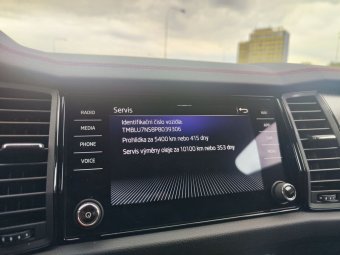 RADIO
MEDIA
PHONE
VOICE
Servis
Identifikační číslo vozidla:
Prohlídka za 5400 km nebo 415 dny
Servis výměny oleje za 10100 km nebo 353 dny